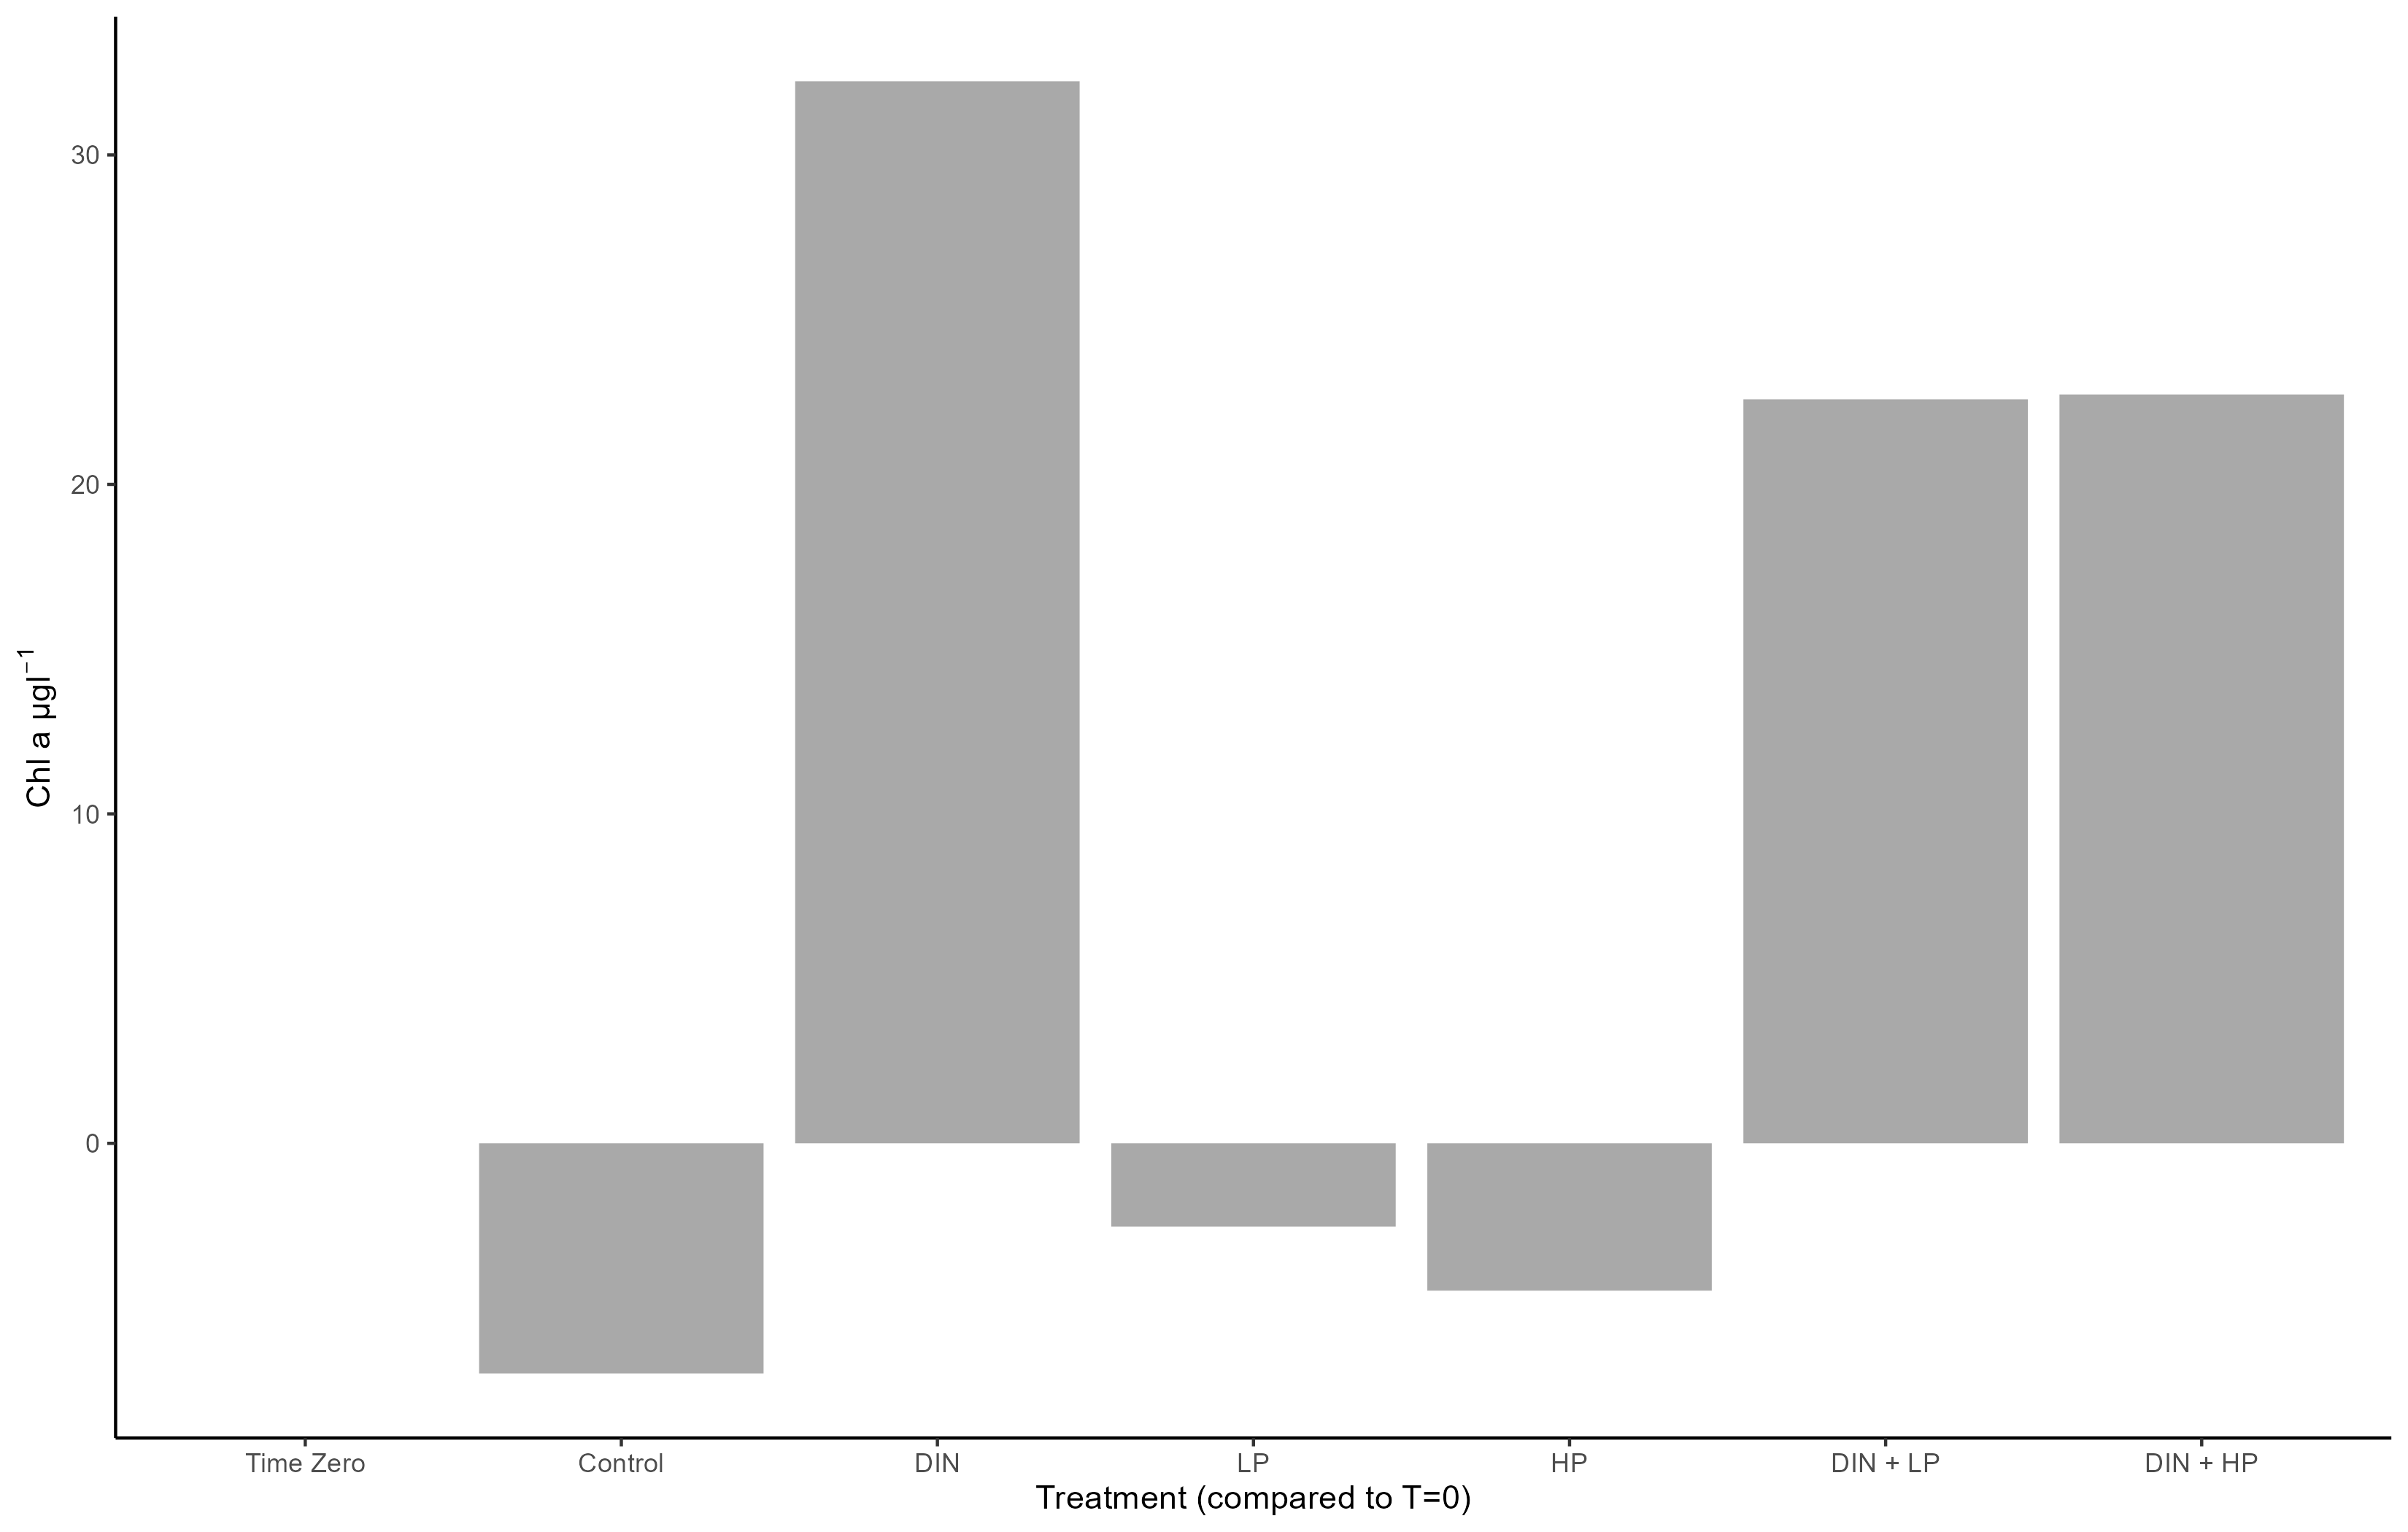 Chl a µgl⁻¹
30
20
10
0
Time Zero Control DIN LP HP DIN + LP DIN + HP
Treatment (compared to T=0)